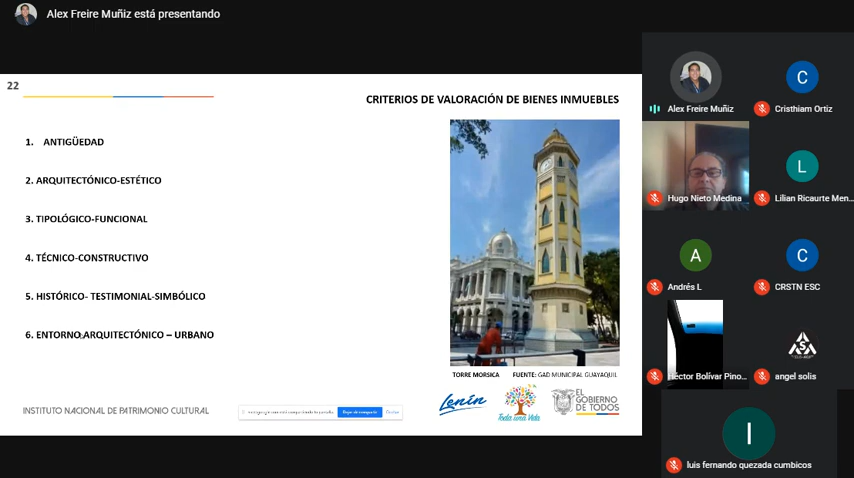 Alex Freire Muñiz está presentando
22
CRITERIOS DE VALORACIÓN DE BIENES INMUEBLES
1. ANTIGÜEDAD
2. ARQUITECTÓNICO-ESTÉTICO
3. TIPOLÓGICO-FUNCIONAL
4. TÉCNICO-CONSTRUCTIVO
5. HISTÓRICO- TESTIMONIAL-SIMBÓLICO
6. ENTORNO ARQUITECTÓNICO – URBANO
TORRE MORSICA FUENTE: GAD MUNICIPAL GUAYAQUIL
INSTITUTO NACIONAL DE PATRIMONIO CULTURAL
Dejar de compartir
Ocultar
Lenín
Toda una Vida
EL GOBIERNO DE TODOS
Alex Freire Muñiz
C
Cristhiam Ortiz
Hugo Nieto Medina
L
Lilian Ricaurte Men...
A
Andrés L
C
CRSTN ESC
Héctor Bolívar Pino...
angel solis
I
luis fernando quezada cumbicos